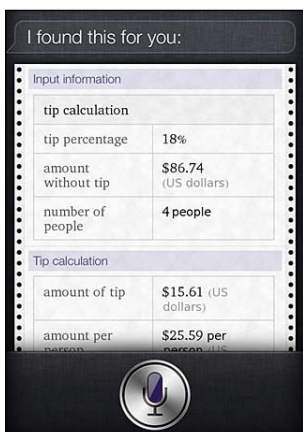 I found this for you:
Input information
tip calculation
tip percentage 18%
amount $86.74
without tip (US dollars)
number of 4 people
people
Tip calculation
amount of tip $15.61 (US
dollars)
amount per $25.59 per
person person (US